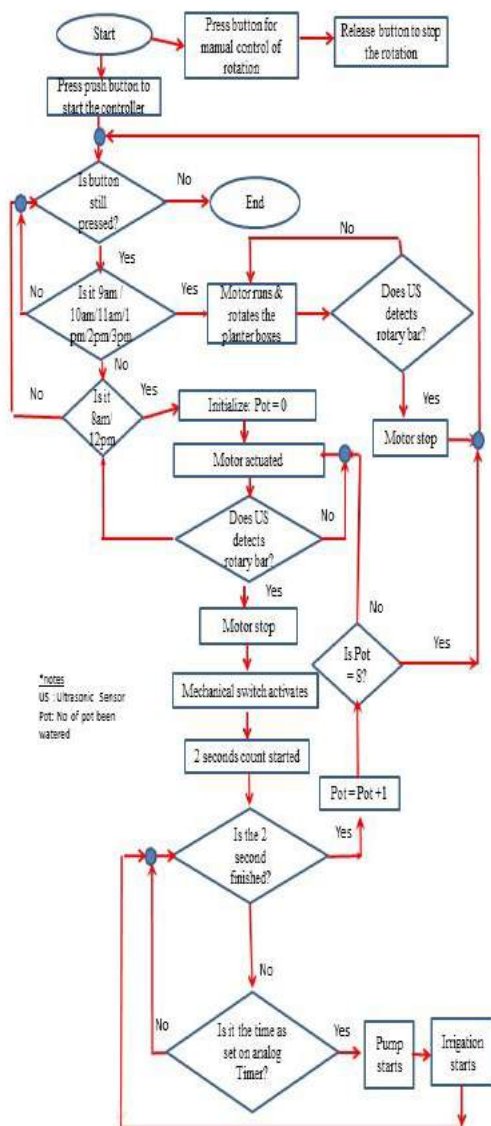 Start
Press button for
manual control of
rotation
Release button to stop
the rotation
Press push button to
start the controller
Is button
still
pressed?
No
End
Yes
No
Is it 9am /
10am/11am/1
pm/2pm/3pm
Yes
Motor runs &
rotates the
planter boxes
No
Does US
detects
rotary bar?
Yes
Motor stop
No
No
Is it
8am/
12pm
Yes
Initialize: Pot = 0
Motor actuated
Does US
detects
rotary bar?
No
Yes
Motor stop
Mechanical switch activates
2 seconds count started
No
Is Pot
= 8?
Yes
Pot = Pot +1
Yes
*notes
US : Ultrasonic Sensor
Pot: No of pot been
watered
Is the 2
second
finished?
No
No
Is it the time as
set on analog
Timer?
Yes
Pump
starts
Irrigation
starts